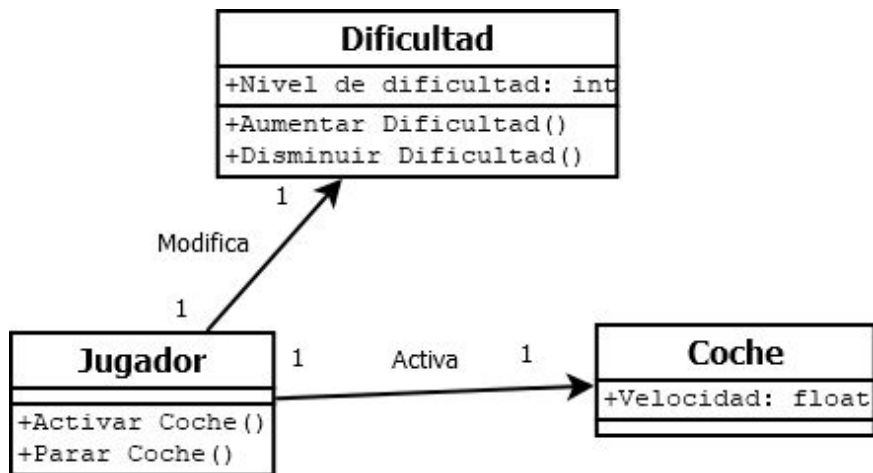 Dificultad
+Nivel de dificultad: int
+Aumentar Dificultad()
+Disminuir Dificultad()
1
Modifica
1
Jugador
+Activar Coche()
+Parar Coche()
1
Activa
1
Coche
+Velocidad: float